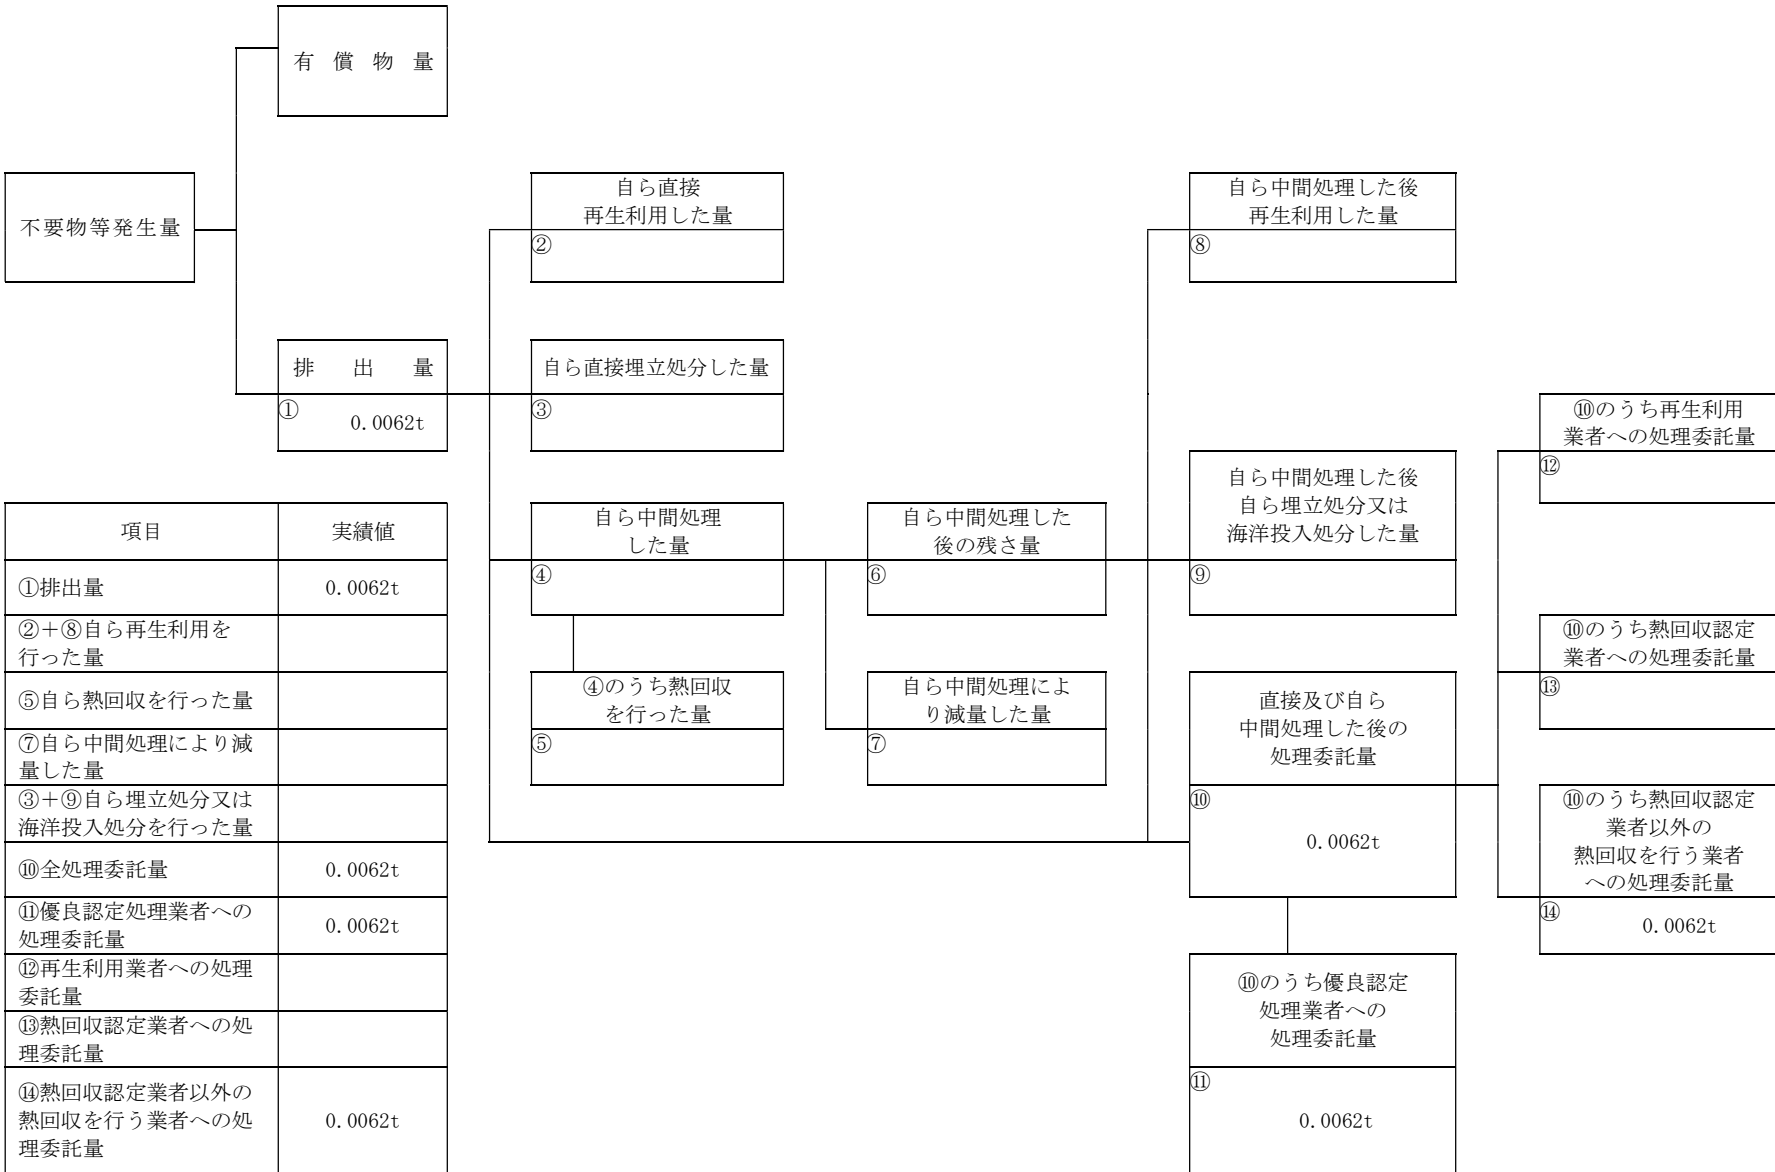 有償物量
不要物等発生量
排出量
① 0.0062t
自ら直接
再生利用した量
②
自ら直接埋立処分した量
③
自ら中間処理
した量
④
④のうち熱回収
を行った量
⑤
自ら中間処理した
後の残さ量
⑥
自ら中間処理によ
り減量した量
⑦
自ら中間処理した後
再生利用した量
⑧
自ら中間処理した後
自ら埋立処分又は
海洋投入処分した量
⑨
直接及び自ら
中間処理した後の
処理委託量
⑩
0.0062t
⑩のうち優良認定
処理業者への
処理委託量
⑪
0.0062t
⑩のうち再生利用
業者への処理委託量
⑫
⑩のうち熱回収認定
業者への処理委託量
⑬
⑩のうち熱回収認定
業者以外の
熱回収を行う業者
への処理委託量
⑭ 0.0062t
項目 実績値
①排出量 0.0062t
②+⑧自ら再生利用を
行った量
⑤自ら熱回収を行った量
⑦自ら中間処理により減
量した量
③+⑨自ら埋立処分又は
海洋投入処分を行った量
⑩全処理委託量 0.0062t
⑪優良認定処理業者への
処理委託量 0.0062t
⑫再生利用業者への処理
委託量
⑬熱回収認定業者への処
理委託量
⑭熱回収認定業者以外の
熱回収を行う業者への処
理委託量 0.0062t